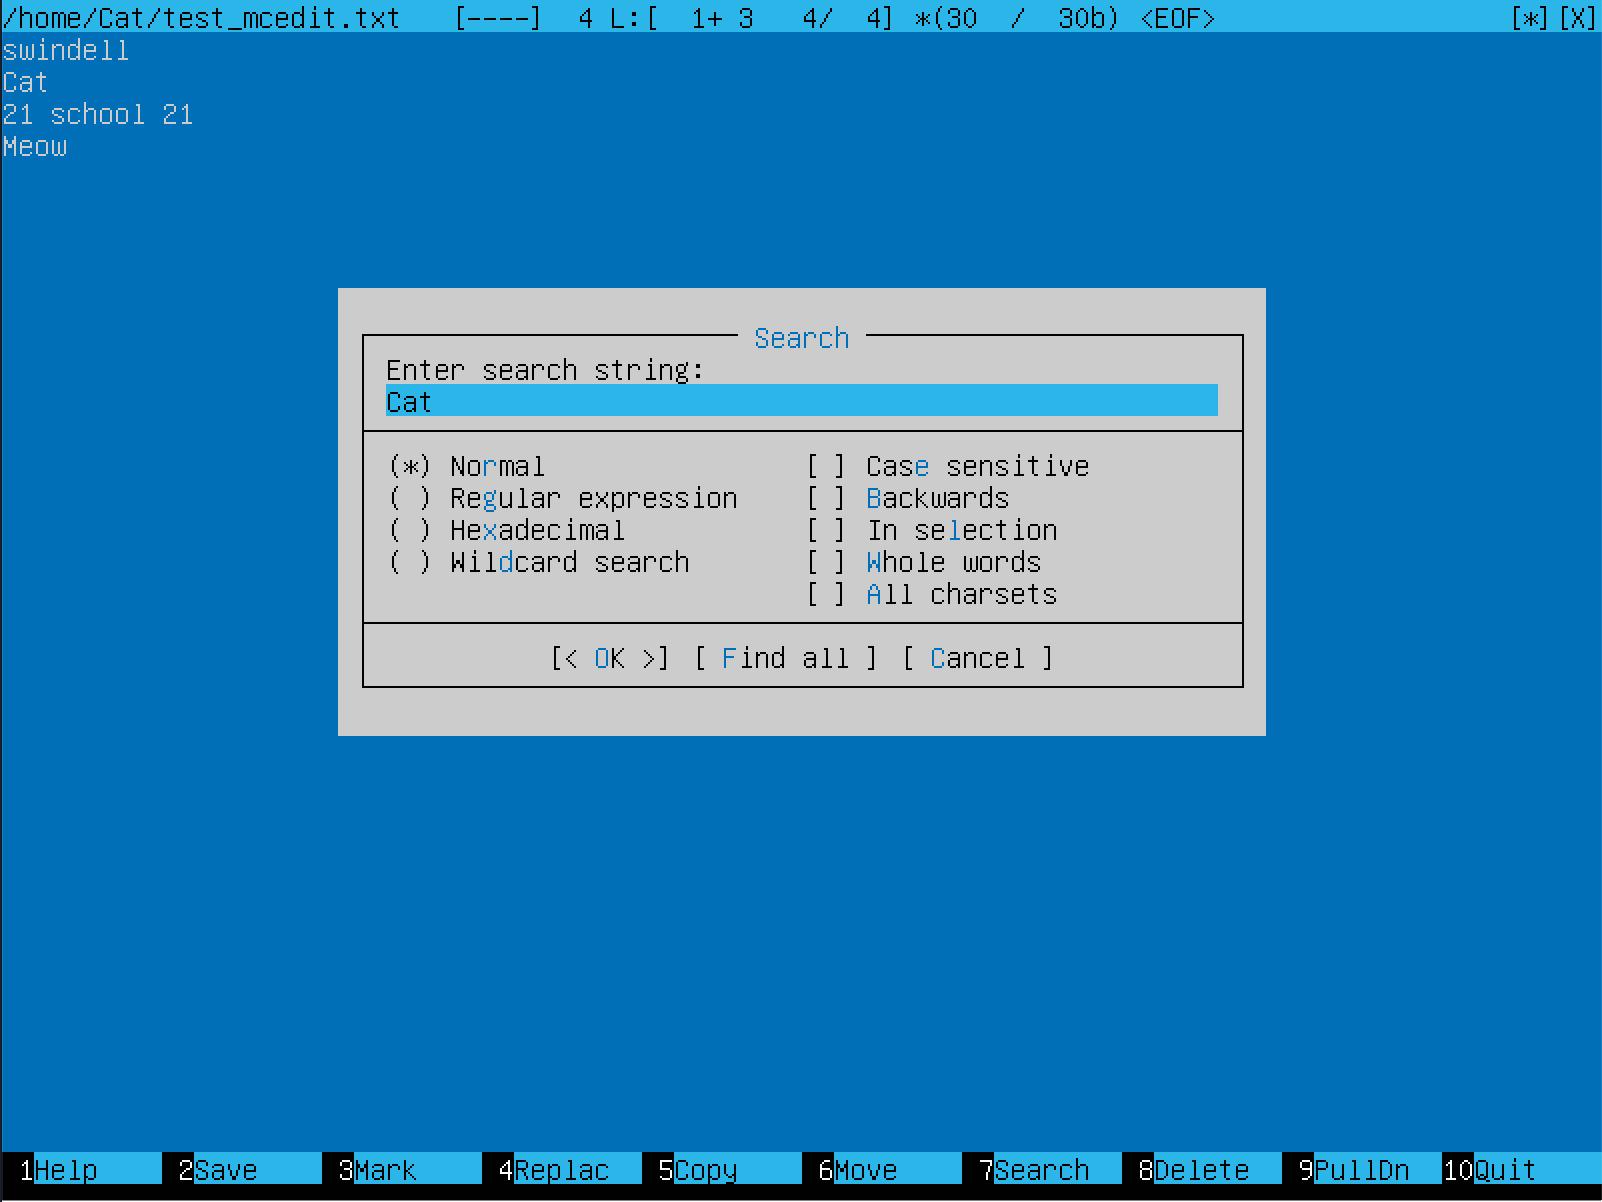 /home/Cat/test_mcedit.txt   [----]  4 L:[  1+ 3   4/  4] *(30  /  30b) <EOF>   [*][X]
swindell
Cat
21 school 21
Meow
Search
Enter search string:
Cat
(*) Normal   [ ] Case sensitive
( ) Regular expression   [ ] Backwards
( ) Hexadecimal   [ ] In selection
( ) Wildcard search   [ ] Whole words
[ ] All charsets
[< OK >] [ Find all ] [ Cancel ]
1Help   2Save   3Mark   4Replac   5Copy   6Move   7Search   8Delete   9PullDn   10Quit